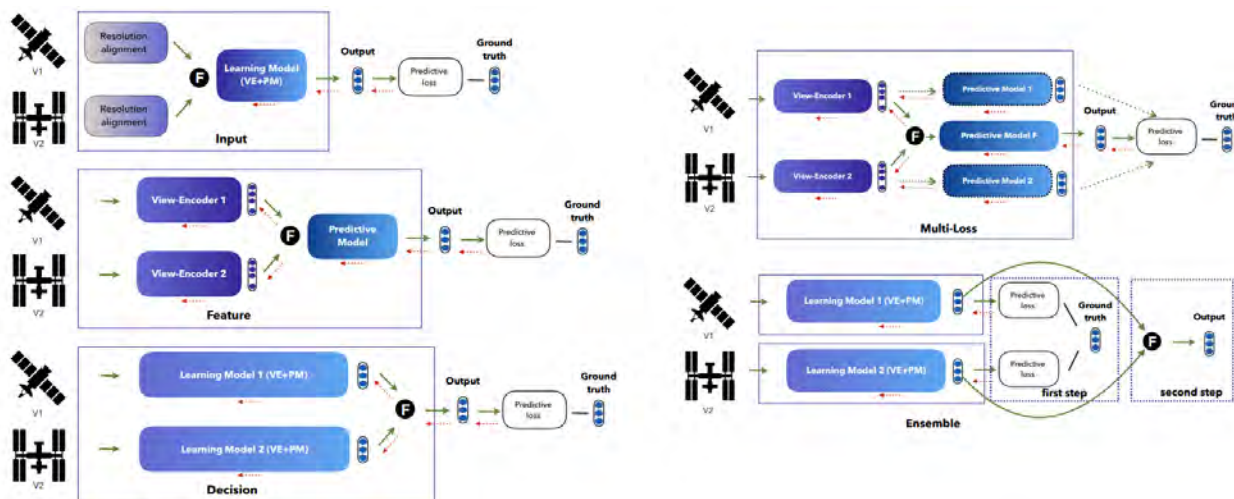 Resolution
alignment
V1
Learning Model
(VE+PM)
F
Output
Predictive
loss
Ground
truth
Resolution
alignment
V2
Input
View-Encoder 1
V1
F
Predictive
Model
Output
Predictive
loss
Ground
truth
View-Encoder 2
V2
Feature
Learning Model 1 (VE+PM)
V1
F
Output
Predictive
loss
Ground
truth
Learning Model 2 (VE+PM)
V2
Decision
View-Encoder 1
Predictive Model 1
V1
F
Predictive Model F
Output
Predictive
loss
Ground
truth
View-Encoder 2
Predictive Model 2
V2
Multi-Loss
Learning Model 1 (VE+PM)
V1
Predictive
loss
Ground
truth
F
Output
Learning Model 2 (VE+PM)
V2
Predictive
loss
first step
second step
Ensemble